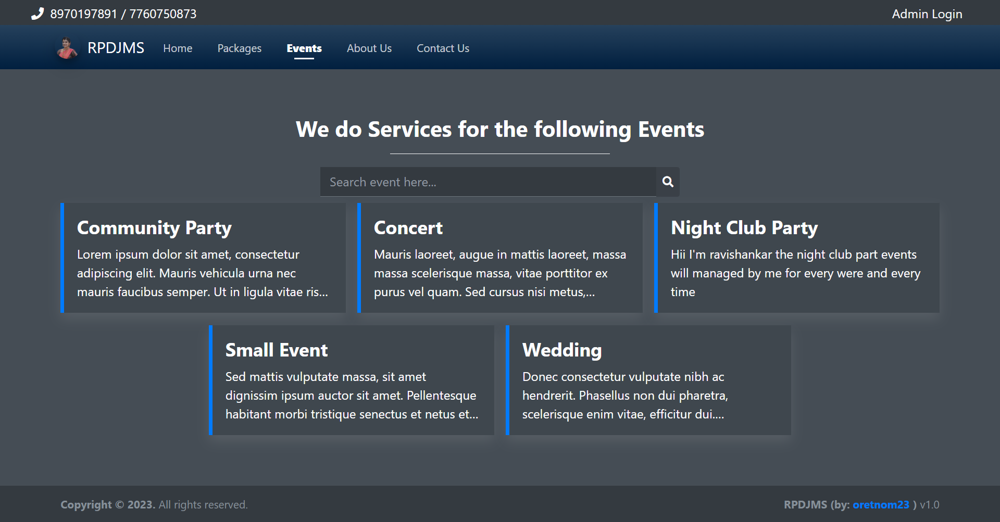 8970197891 / 7760750873
Admin Login
RPDJMS
Home
Packages
Events
About Us
Contact Us
We do Services for the following Events
Search event here...
Community Party
Lorem ipsum dolor sit amet, consectetur
adipiscing elit. Mauris vehicula urna nec
mauris faucibus semper. Ut in ligula vitae ris...
Concert
Mauris laoreet, augue in mattis laoreet, massa
massa scelerisque massa, vitae porttitor ex
purus vel quam. Sed cursus nisi metus,...
Night Club Party
Hii I'm ravishankar the night club part events
will managed by me for every were and every
time
Small Event
Sed mattis vulputate massa, sit amet
dignissim ipsum auctor sit amet. Pellentesque
habitant morbi tristique senectus et netus et...
Wedding
Donec consectetur vulputate nibh ac
hendrerit. Phasellus non dui pharetra,
scelerisque enim vitae, efficitur dui....
Copyright © 2023. All rights reserved.
RPDJMS (by: oretnom23 ) v1.0